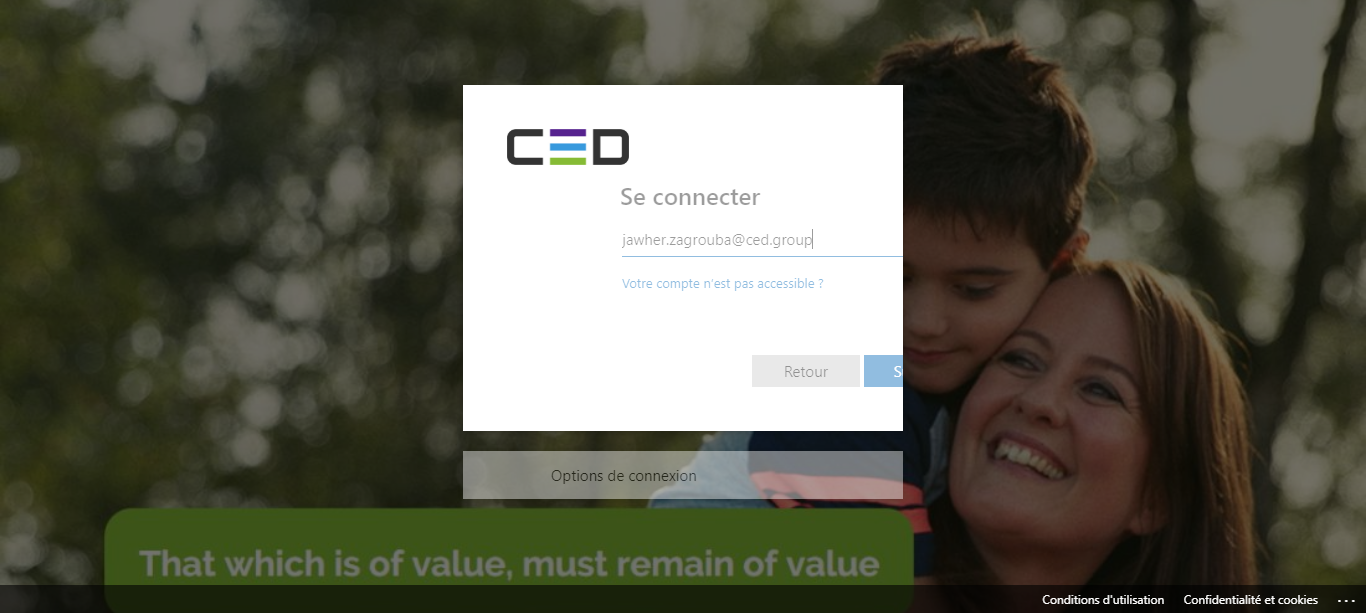 CED
Se connecter
jawher.zagrouba@ced.group
Votre compte n'est pas accessible ?
Retour
S
Options de connexion
That which is of value, must remain of value
Conditions d'utilisation Confidentialité et cookies ...